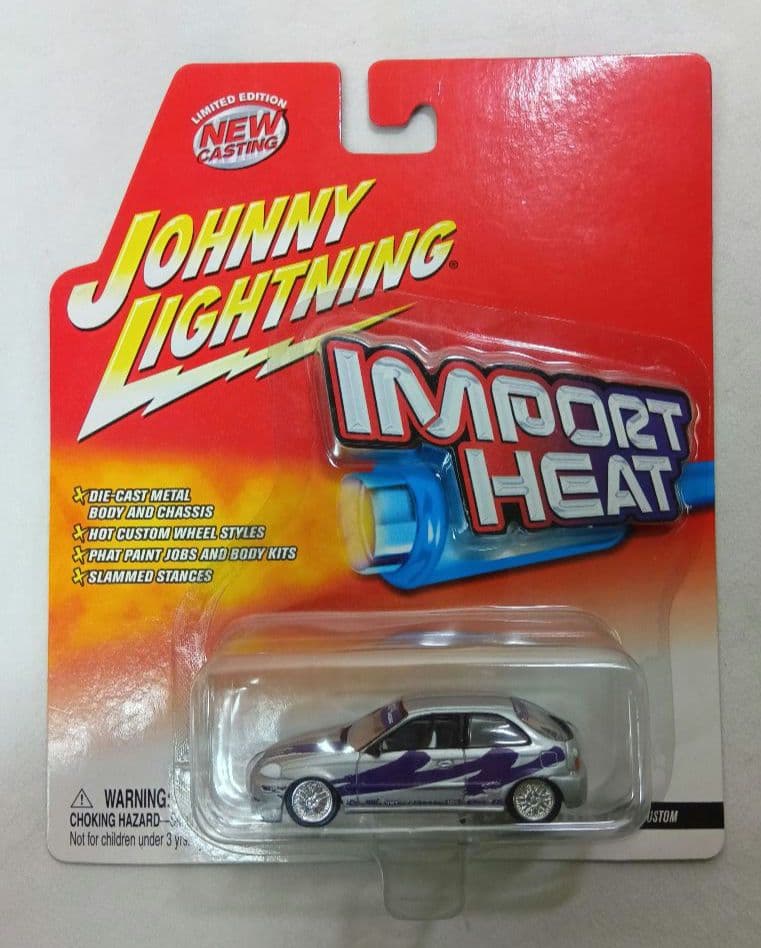 LIMITED EDITION
NEW
CASTING
JOHNNY
LIGHTNING®
IMPORT
HEAT
DIE-CAST METAL
BODY AND CHASSIS
HOT CUSTOM WHEEL STYLES
PHAT PAINT JOBS AND BODY KITS
SLAMMED STANCES
WARNING:
CHOKING HAZARD—
Not for children under 3 yrs.
USTOM